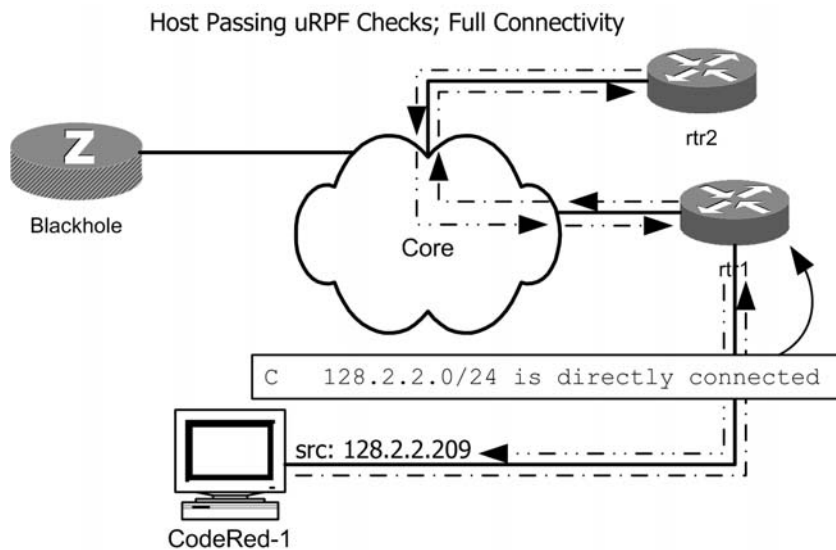 Host Passing uRPF Checks; Full Connectivity
rtr2
Z
Blackhole
Core
rtr1
C 128.2.2.0/24 is directly connected
src: 128.2.2.209
CodeRed-1